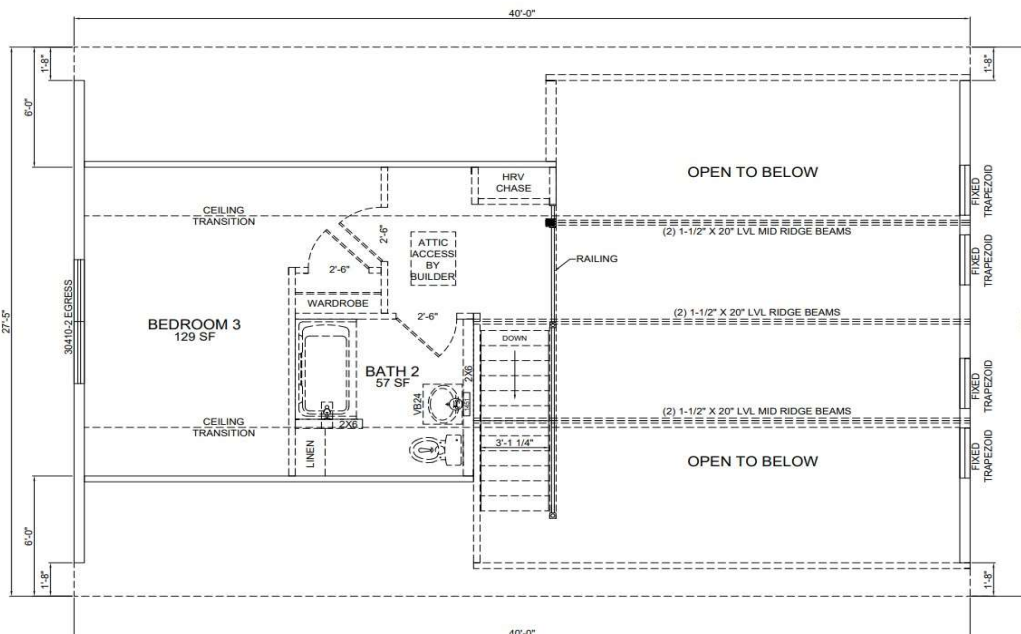 40'-0"
1'-8"
1'-8"
6'-0"
HRV
CHASE
OPEN TO BELOW
FIXED
TRAPEZOID
CEILING
TRANSITION
2'-6"
(2) 1-1/2" X 20" LVL MID RIDGE BEAMS
ATTIC
ACCESS
BY
BUILDER
RAILING
FIXED
TRAPEZOID
2'-6"
WARDROBE
30410-2 EGRESS
27'-5"
BEDROOM 3
129 SF
2'-6"
(2) 1-1/2" X 20" LVL RIDGE BEAMS
DOWN
BATH 2
57 SF
2X6
VB24
FIXED
TRAPEZOID
CEILING
TRANSITION
2X6
(2) 1-1/2" X 20" LVL MID RIDGE BEAMS
LINEN
3'-1 1/4"
OPEN TO BELOW
FIXED
TRAPEZOID
6'-0"
1'-8"
1'-8"
40'-0"